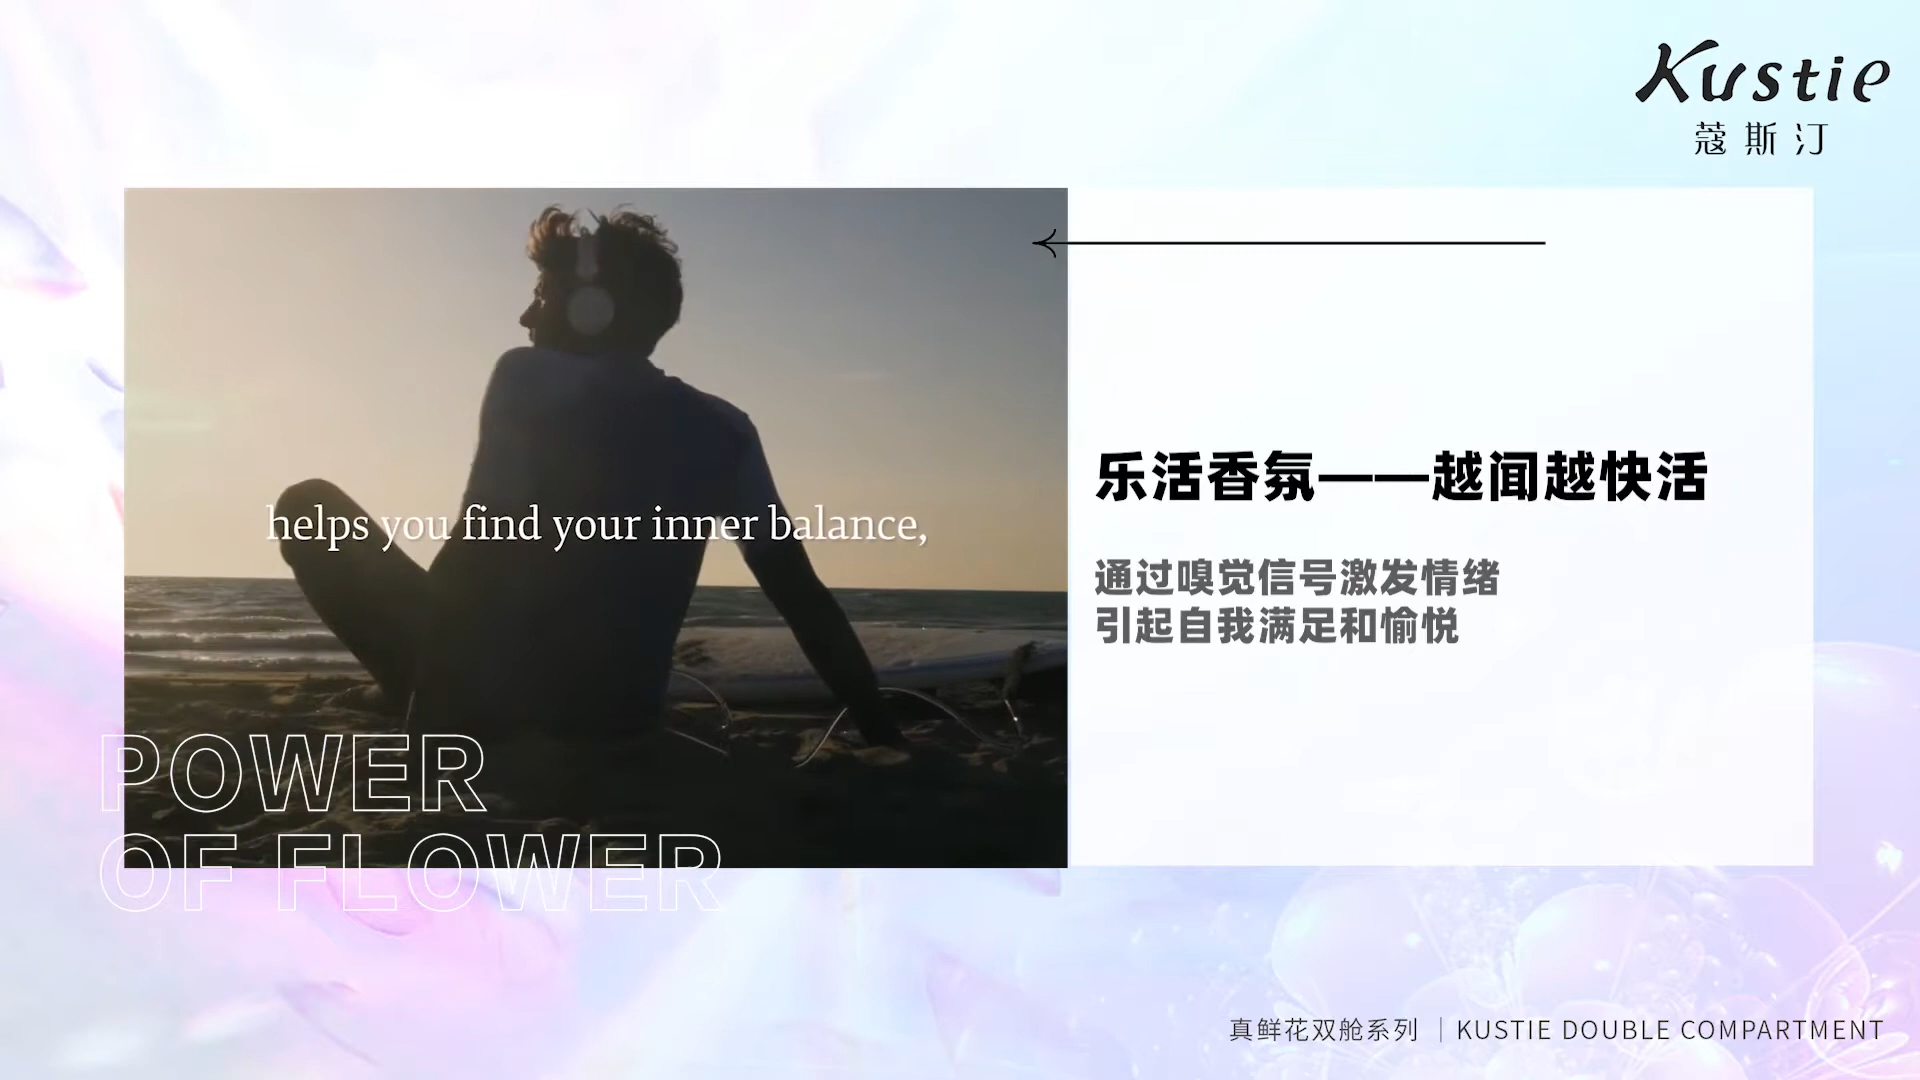 Kustie
蔻斯汀
乐活香氛——越闻越快活
helps you find your inner balance,
通过嗅觉信号激发情绪
引起自我满足和愉悦
POWER
OF FLOWER
真鲜花双舱系列 | KUSTIE DOUBLE COMPARTMENT